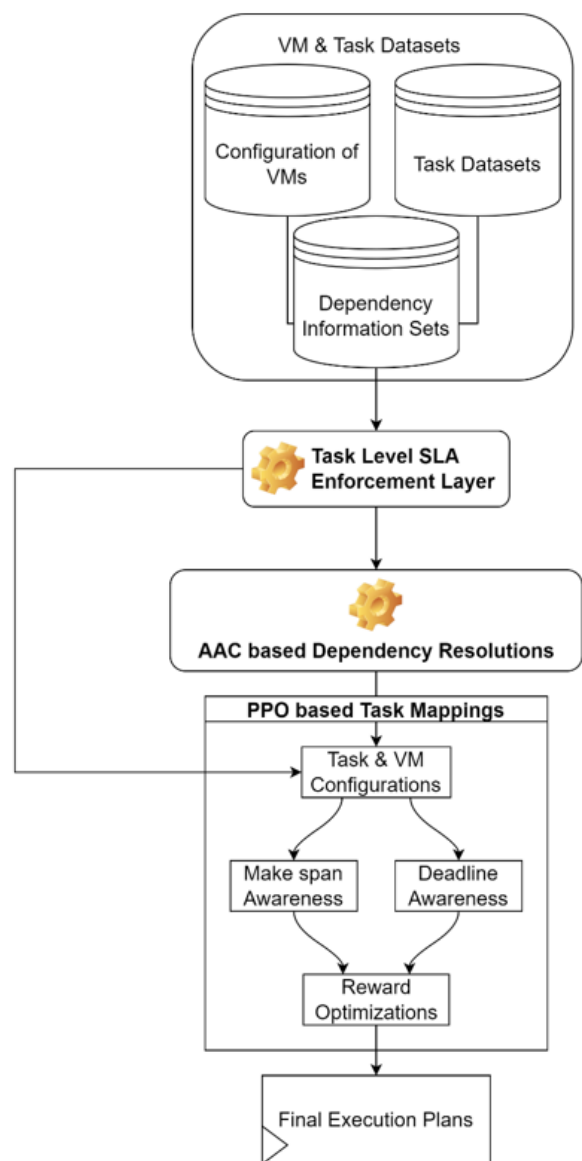 VM & Task Datasets
Configuration of
VMs
Task Datasets
Dependency
Information Sets
Task Level SLA
Enforcement Layer
AAC based Dependency Resolutions
PPO based Task Mappings
Task & VM
Configurations
Make span
Awareness
Deadline
Awareness
Reward
Optimizations
Final Execution Plans